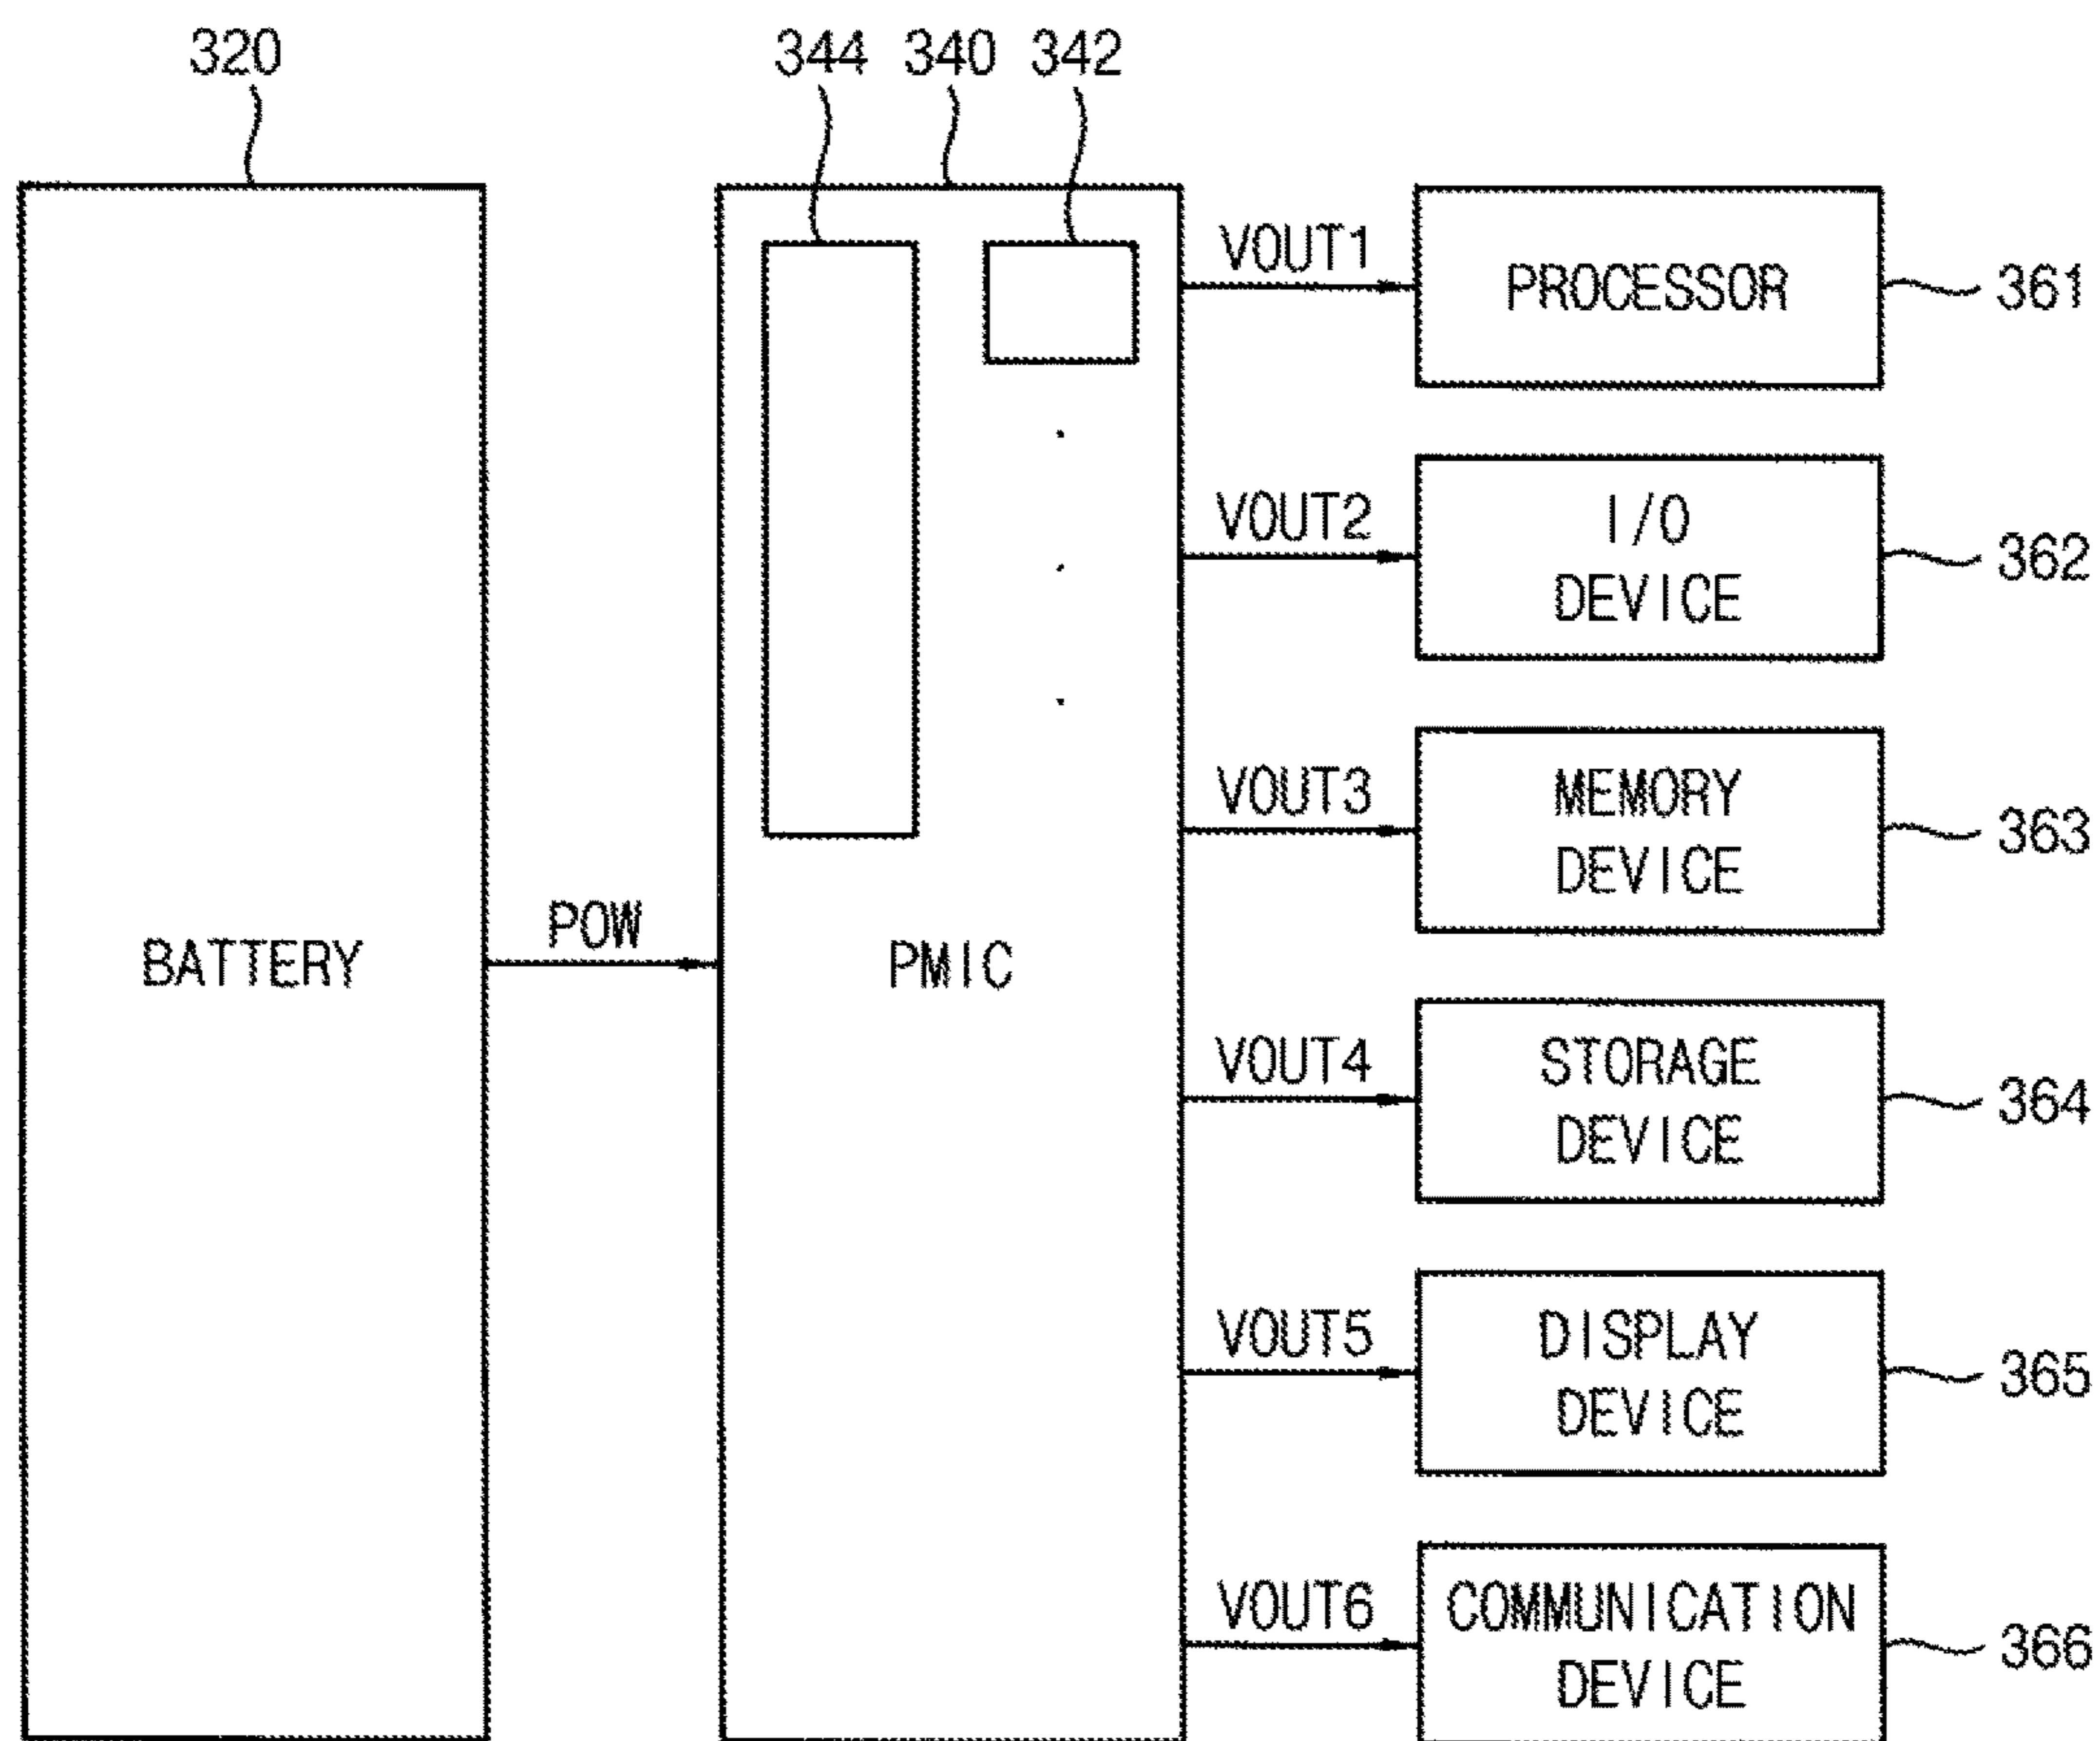 320
344 340 342
VOUT1
PROCESSOR
361
VOUT2
I/O
DEVICE
362
VOUT3
MEMORY
DEVICE
363
BATTERY
POW
PMIC
VOUT4
STORAGE
DEVICE
364
VOUT5
DISPLAY
DEVICE
365
VOUT6
COMMUNICATION
DEVICE
366